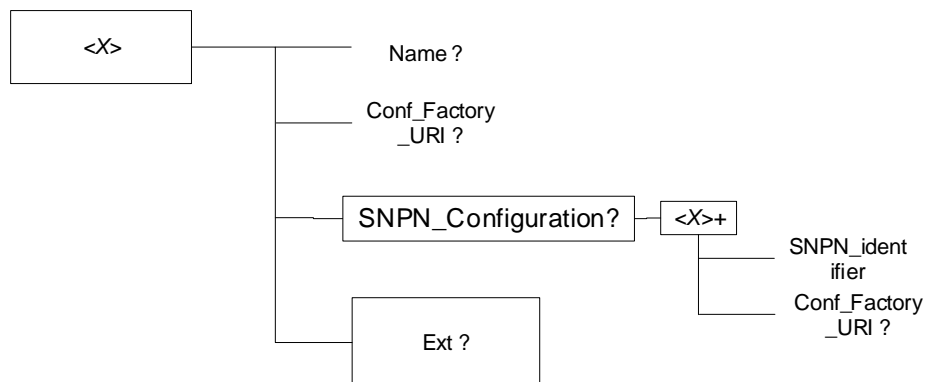 <X>
Name ?
Conf_Factory
_URI ?
SNPN_Configuration?
<X>+
SNPN_ident
ifier
Conf_Factory
_URI ?
Ext ?